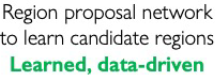 Region proposal network
to learn candidate regions
Learned, data-driven